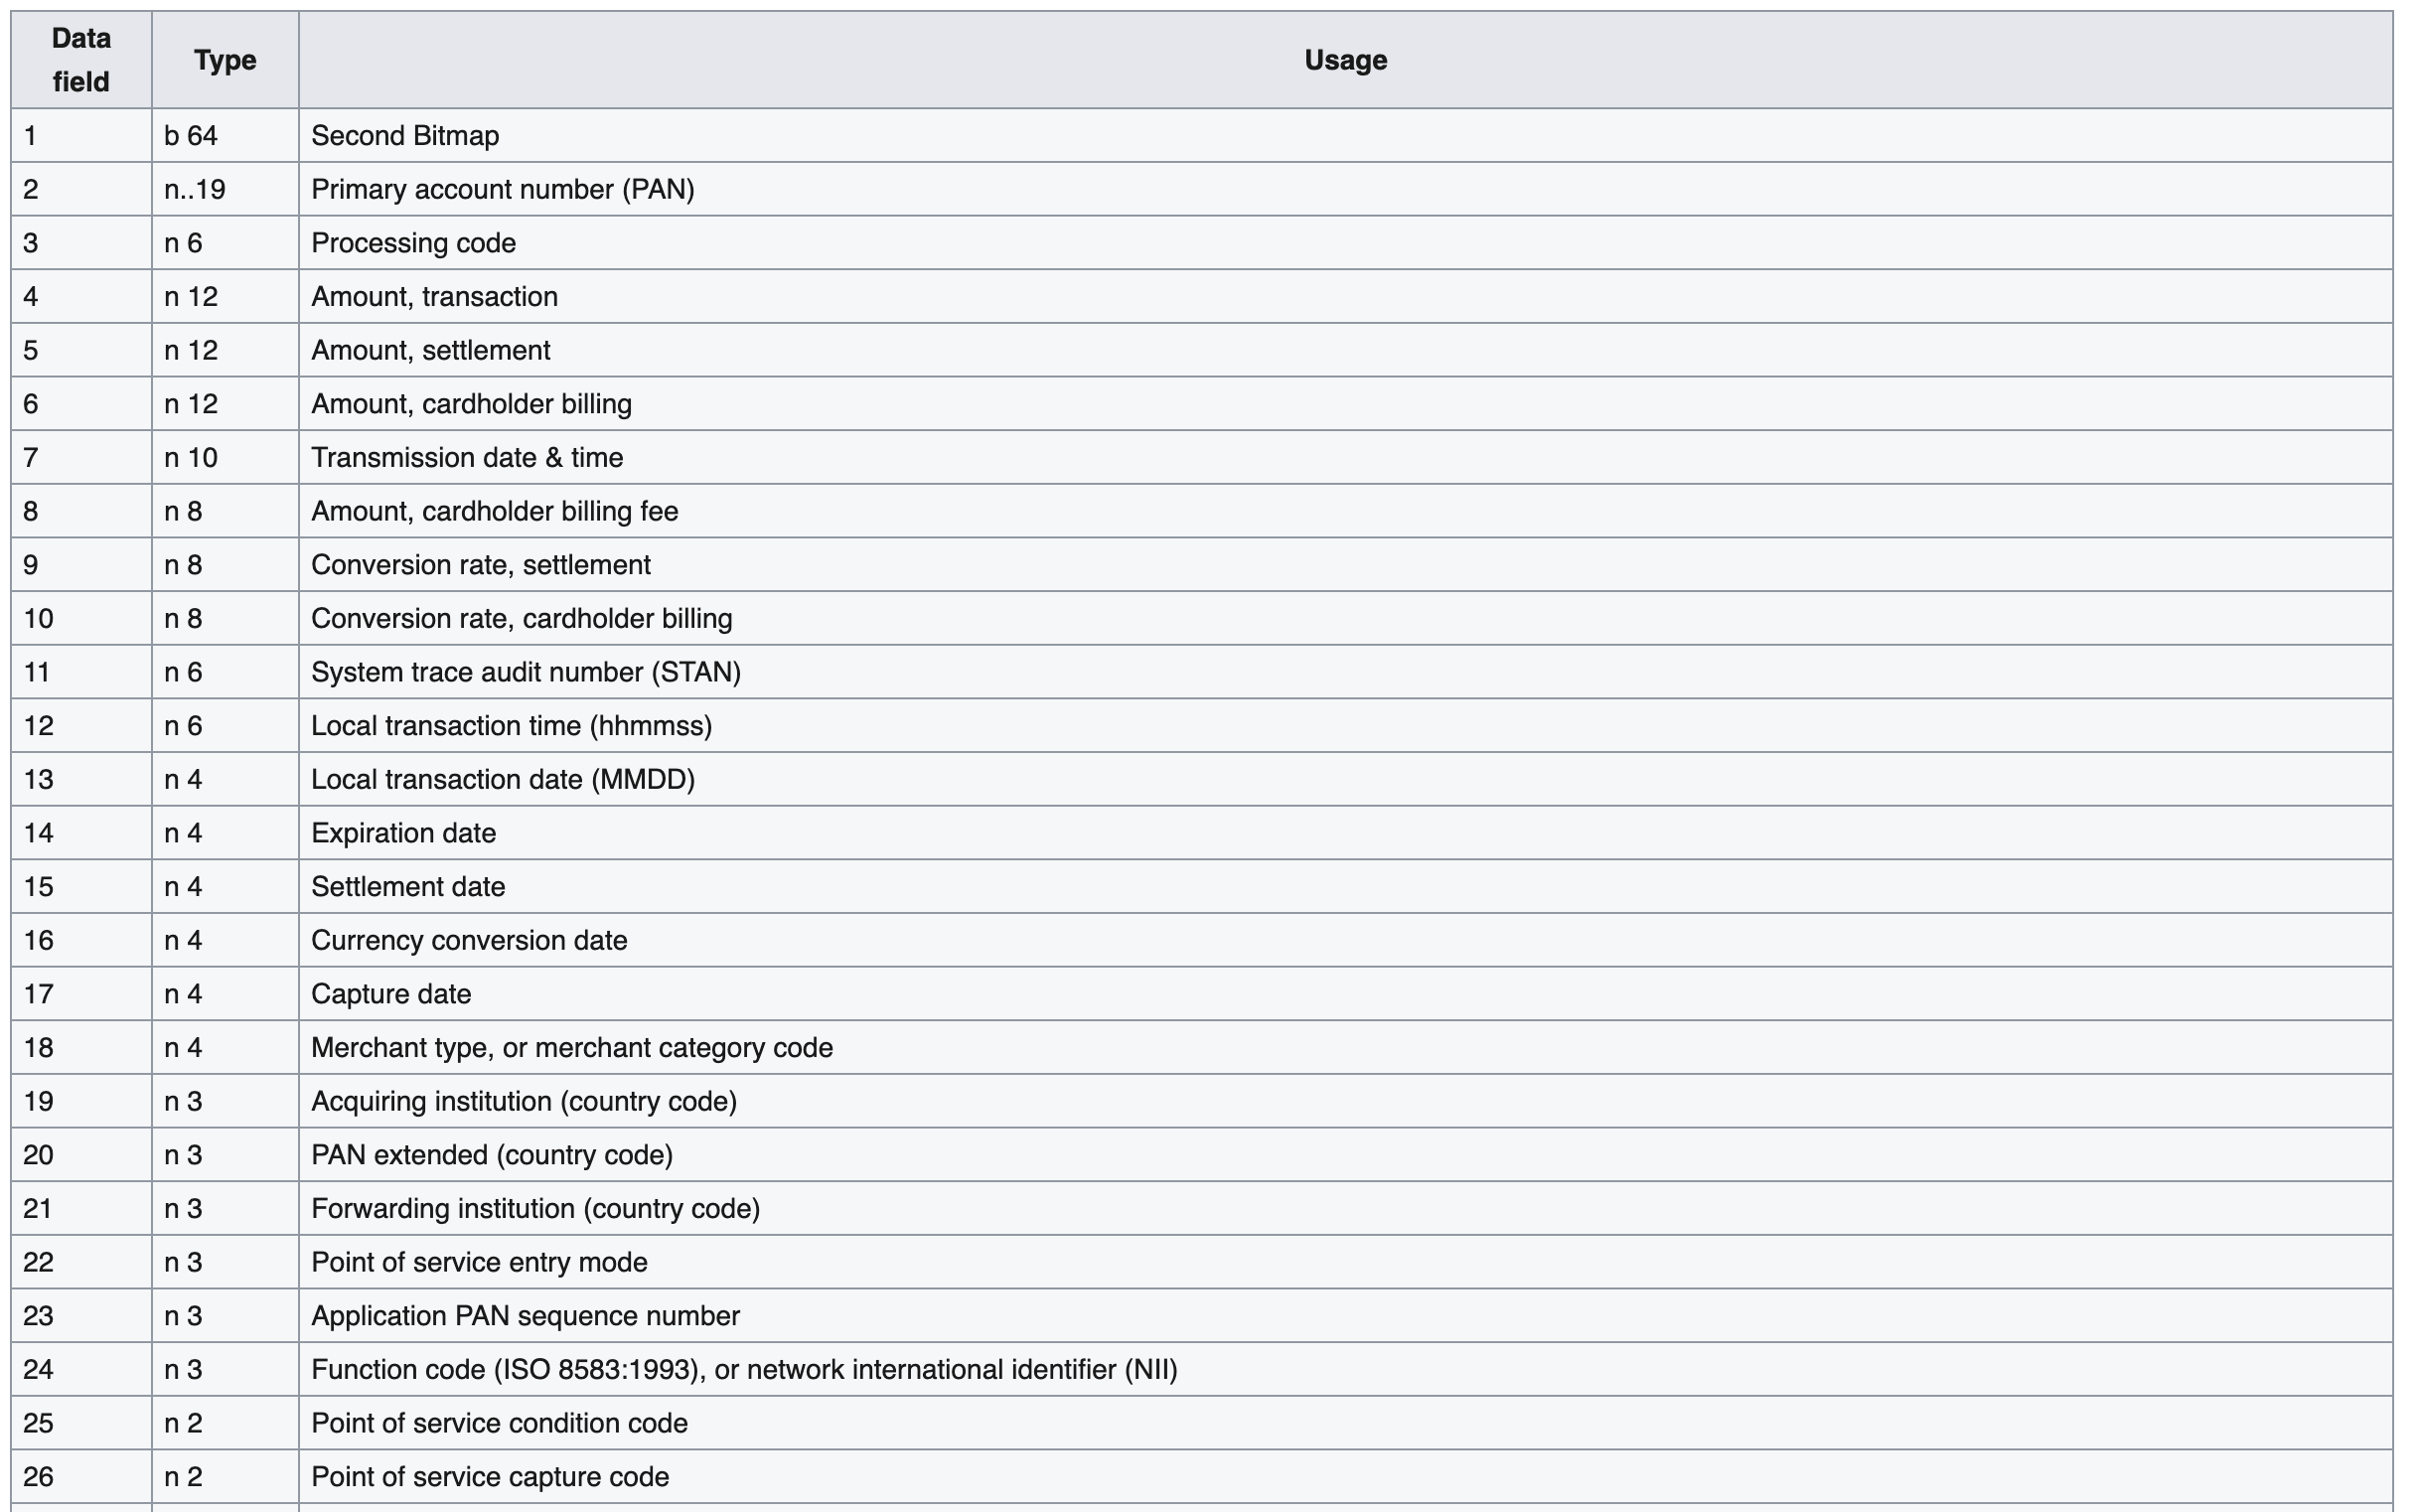 Data field Type Usage
1 b 64 Second Bitmap
2 n..19 Primary account number (PAN)
3 n 6 Processing code
4 n 12 Amount, transaction
5 n 12 Amount, settlement
6 n 12 Amount, cardholder billing
7 n 10 Transmission date & time
8 n 8 Amount, cardholder billing fee
9 n 8 Conversion rate, settlement
10 n 8 Conversion rate, cardholder billing
11 n 6 System trace audit number (STAN)
12 n 6 Local transaction time (hhmmss)
13 n 4 Local transaction date (MMDD)
14 n 4 Expiration date
15 n 4 Settlement date
16 n 4 Currency conversion date
17 n 4 Capture date
18 n 4 Merchant type, or merchant category code
19 n 3 Acquiring institution (country code)
20 n 3 PAN extended (country code)
21 n 3 Forwarding institution (country code)
22 n 3 Point of service entry mode
23 n 3 Application PAN sequence number
24 n 3 Function code (ISO 8583:1993), or network international identifier (NII)
25 n 2 Point of service condition code
26 n 2 Point of service capture code